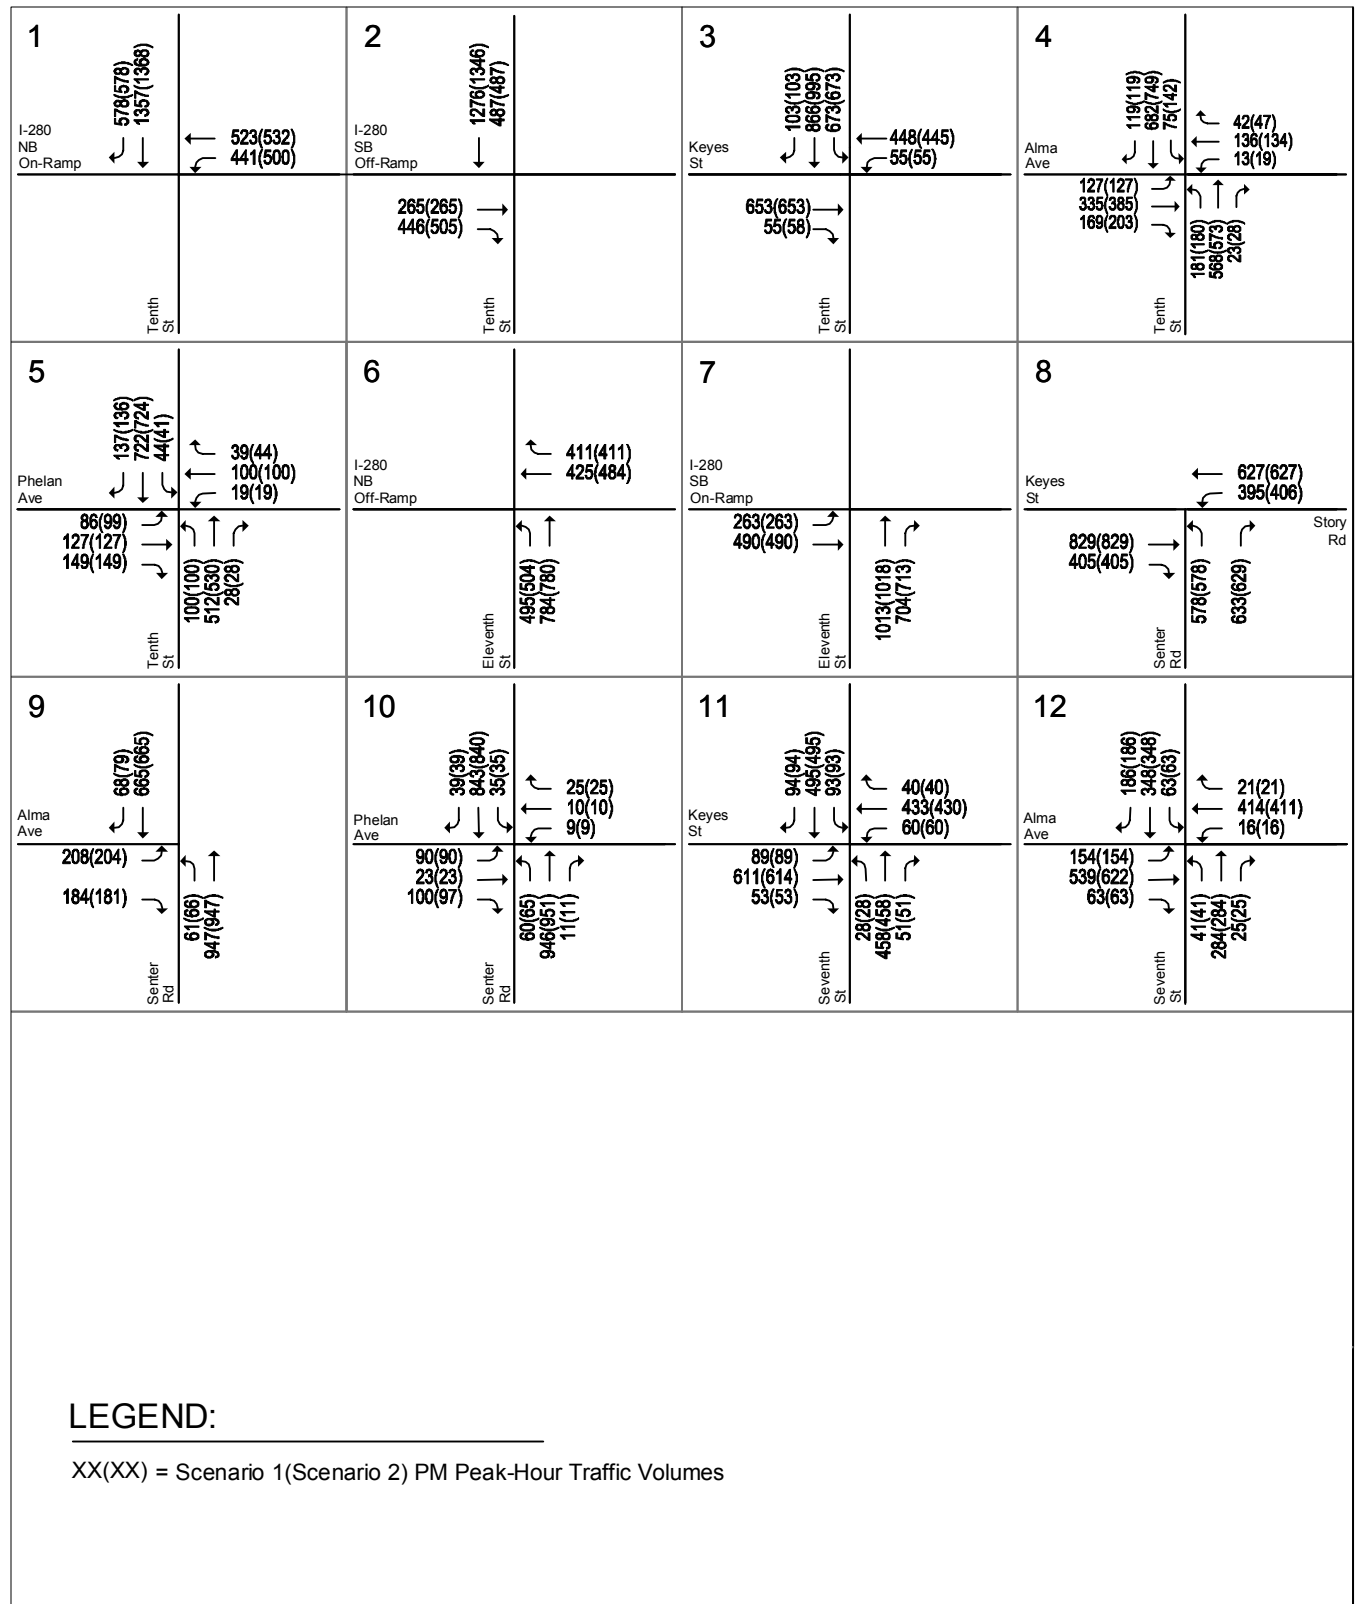 1
578(578)
1357(1368)
I-280
NB
On-Ramp
523(532)
441(500)
Tenth
St
2
1276(1346)
487(487)
I-280
SB
Off-Ramp
265(265)
446(505)
Tenth
St
3
103(103)
866(995)
673(673)
Keyes
St
448(445)
55(55)
653(653)
55(58)
Tenth
St
4
119(119)
682(749)
75(142)
Alma
Ave
42(47)
136(134)
13(19)
127(127)
335(385)
169(203)
181(180)
568(573)
23(28)
Tenth
St
5
137(136)
722(724)
44(41)
Phelan
Ave
39(44)
100(100)
19(19)
86(99)
127(127)
149(149)
100(100)
512(530)
28(28)
Tenth
St
6
I-280
NB
Off-Ramp
411(411)
425(484)
495(504)
784(780)
Eleventh
St
7
I-280
SB
On-Ramp
263(263)
490(490)
1013(1018)
704(713)
Eleventh
St
8
Keyes
St
627(627)
395(406)
Story
Rd
829(829)
405(405)
578(578)
633(629)
Senter
Rd
9
68(79)
665(665)
Alma
Ave
208(204)
184(181)
61(66)
947(947)
Senter
Rd
10
39(39)
843(840)
35(35)
Phelan
Ave
25(25)
10(10)
9(9)
90(90)
23(23)
100(97)
60(65)
946(951)
11(11)
Senter
Rd
11
94(94)
495(495)
93(93)
Keyes
St
40(40)
433(430)
60(60)
89(89)
611(614)
53(53)
28(28)
458(458)
51(51)
Seventh
St
12
186(186)
348(348)
63(63)
Alma
Ave
21(21)
414(411)
16(16)
154(154)
539(622)
63(63)
41(41)
284(284)
25(25)
Seventh
St
LEGEND:
XX(XX) = Scenario 1(Scenario 2) PM Peak-Hour Traffic Volumes